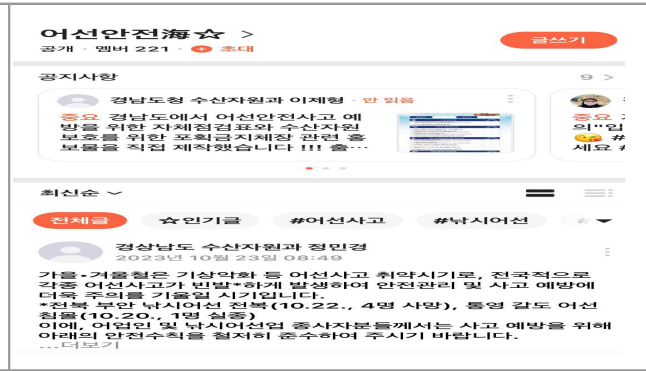 어선안전海☆ >
공개 · 멤버 221 · + 초대
글쓰기
공지사항
9 >
경남도청 수산자원과 이제형 · 안 읽음
중요 경남도에서 어선안전사고 예
방을 위한 자체점검표와 수산자원
보호를 위한 포획금지체장 관련 홍
보물을 직접 제작했습니다 !!! 출…
중요
의"입
#
세요 #
최신순
전체글
☆인기글
#어선사고
#낚시어선
#
경상남도 수산자원과 정민경
2023년 10월 23일 08:49
가을-겨울철은 기상악화 등 어선사고 취약시기로, 전국적으로
각종 어선사고가 빈발*하게 발생하여 안전관리 및 사고 예방에
더욱 주의를 기울일 시기입니다.
*전북 부안 낚시어선 전복(10.22., 4명 사망), 통영 갈도 어선
침몰(10.20., 1명 실종)
이에, 어업인 및 낚시어선업 종사자분들께서는 사고 예방을 위해
아래의 안전수칙을 철저히 준수하여 주시기 바랍니다.
...더보기